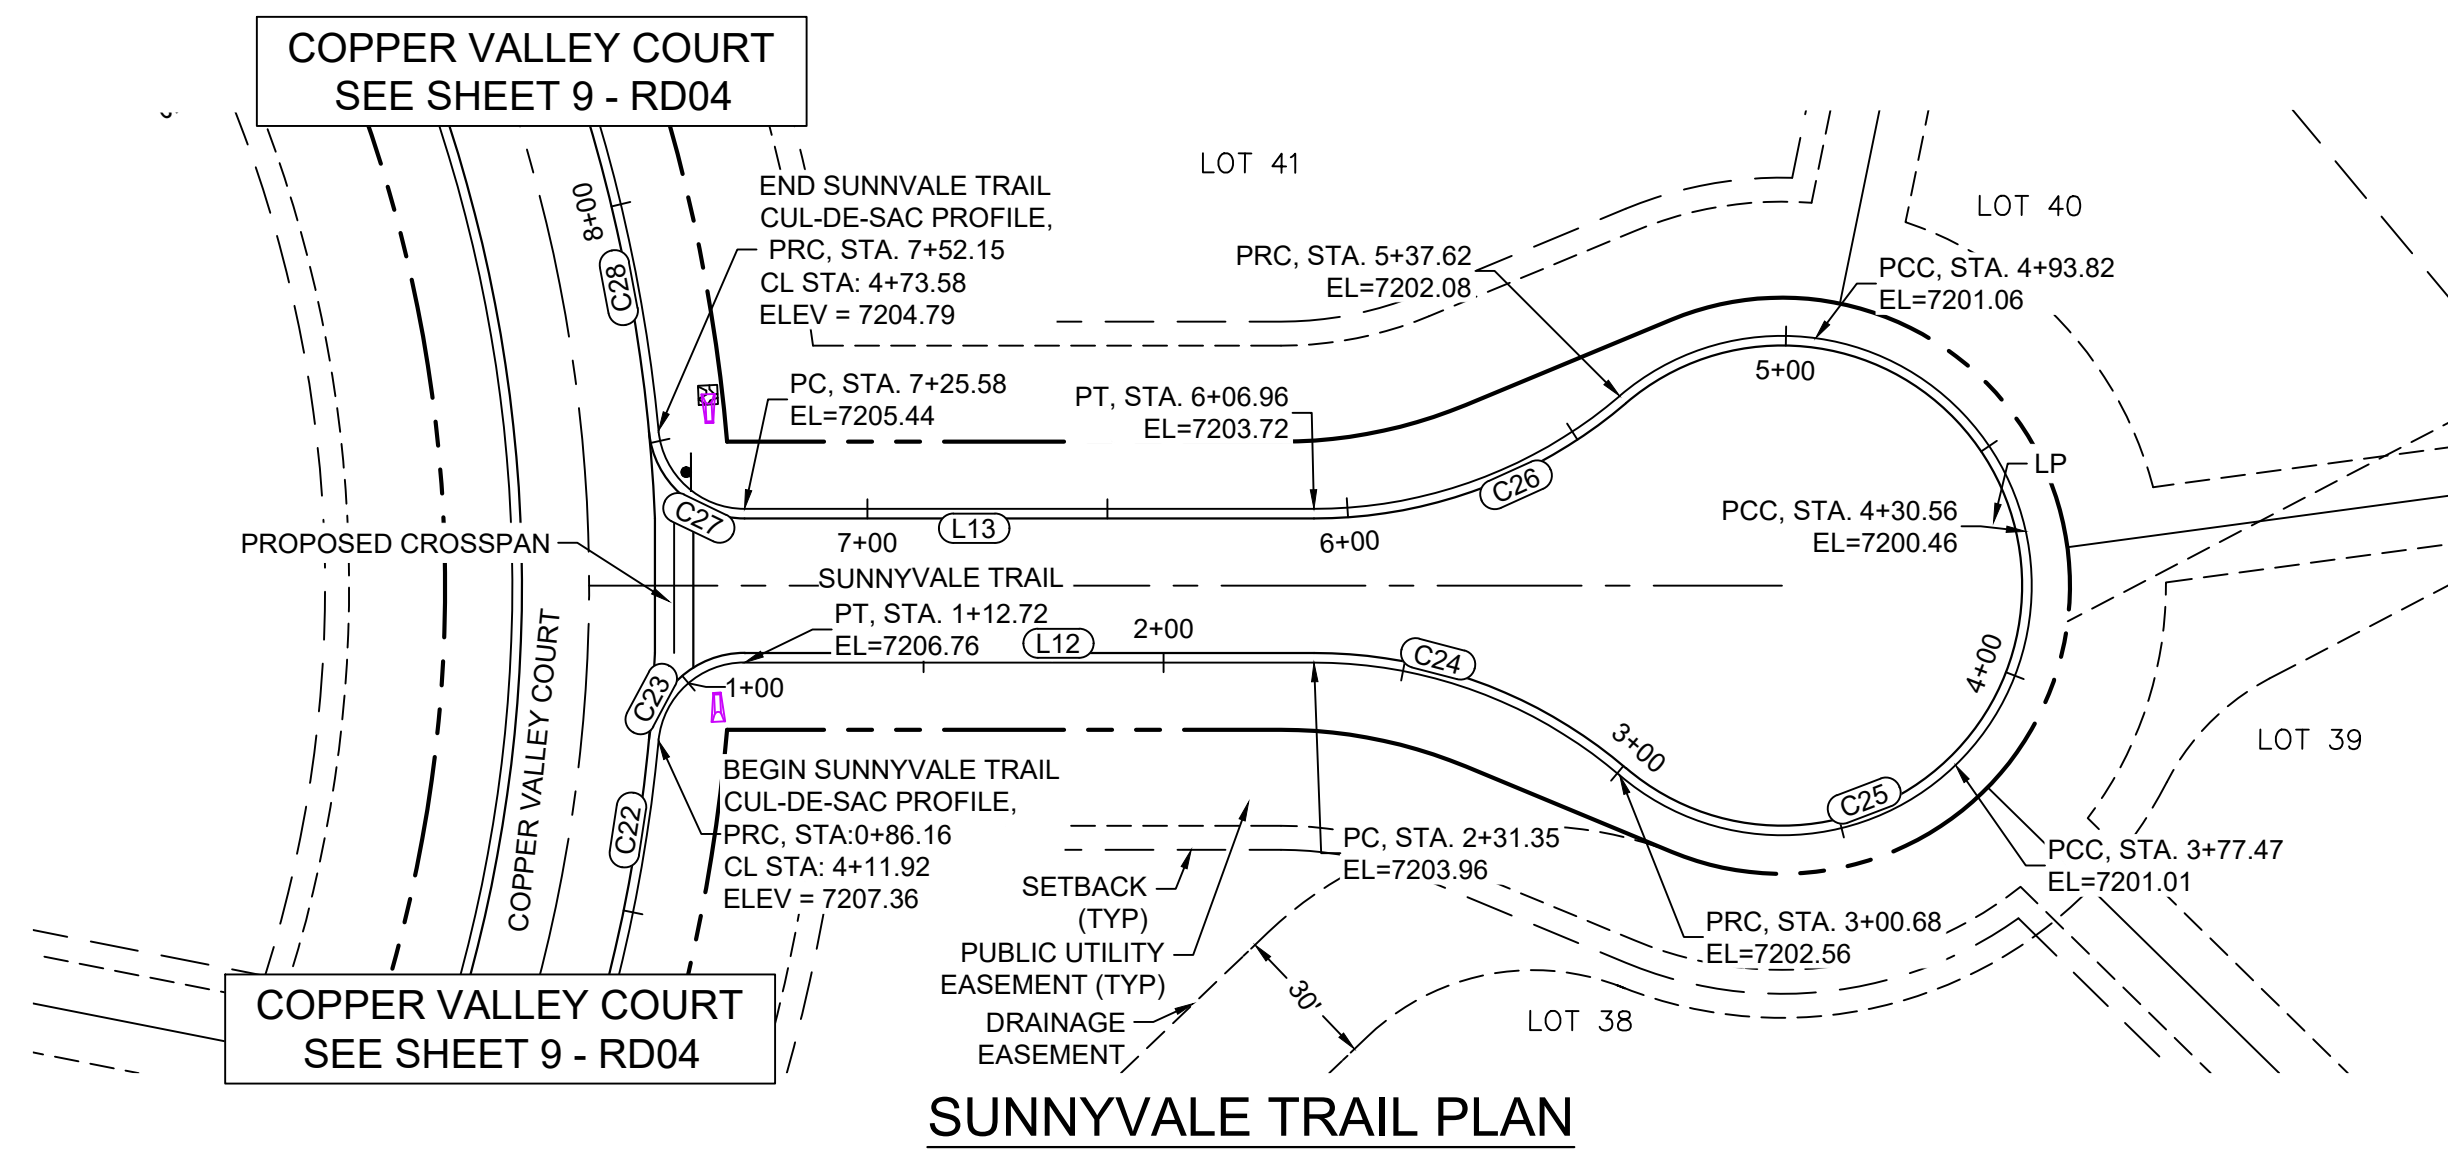 COPPER VALLEY COURT
SEE SHEET 9 - RD04
LOT 41
LOT 40
END SUNNVALE TRAIL
CUL-DE-SAC PROFILE,
PRC, STA. 7+52.15
CL STA: 4+73.58
ELEV = 7204.79
8+00
C28
PRC, STA. 5+37.62
EL=7202.08
PCC, STA. 4+93.82
EL=7201.06
5+00
PC, STA. 7+25.58
EL=7205.44
PT, STA. 6+06.96
EL=7203.72
LP
C26
C27
L13
7+00
6+00
PCC, STA. 4+30.56
EL=7200.46
PROPOSED CROSSPAN
SUNNYVALE TRAIL
PT, STA. 1+12.72
EL=7206.76
L12
2+00
C24
1+00
C23
COPPER VALLEY COURT
4+00
3+00
LOT 39
BEGIN SUNNYVALE TRAIL
CUL-DE-SAC PROFILE,
PRC, STA:0+86.16
CL STA: 4+11.92
ELEV = 7207.36
C22
C25
PC, STA. 2+31.35
EL=7203.96
PCC, STA. 3+77.47
EL=7201.01
SETBACK
(TYP)
PUBLIC UTILITY
EASEMENT (TYP)
PRC, STA. 3+00.68
EL=7202.56
30'
DRAINAGE
EASEMENT
LOT 38
COPPER VALLEY COURT
SEE SHEET 9 - RD04
SUNNYVALE TRAIL PLAN